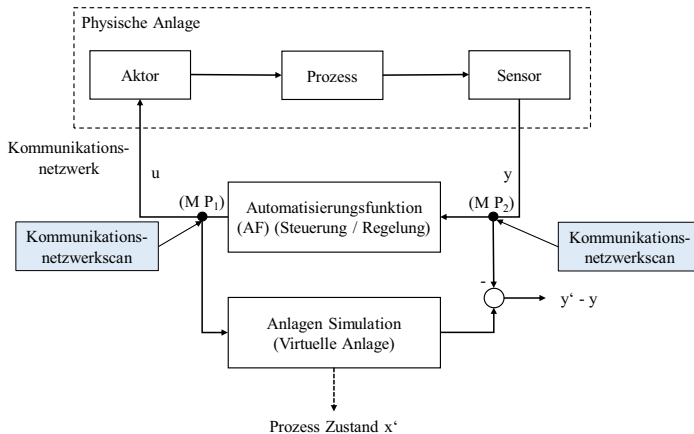 Physische Anlage
Aktor
Prozess
Sensor
Kommunikations-
netzwerk
u
y
(M P₁)
Automatisierungsfunktion
(AF) (Steuerung / Regelung)
(M P₂)
Kommunikations-
netzwerkscan
Kommunikations-
netzwerkscan
-
y‘ - y
Anlagen Simulation
(Virtuelle Anlage)
Prozess Zustand x‘